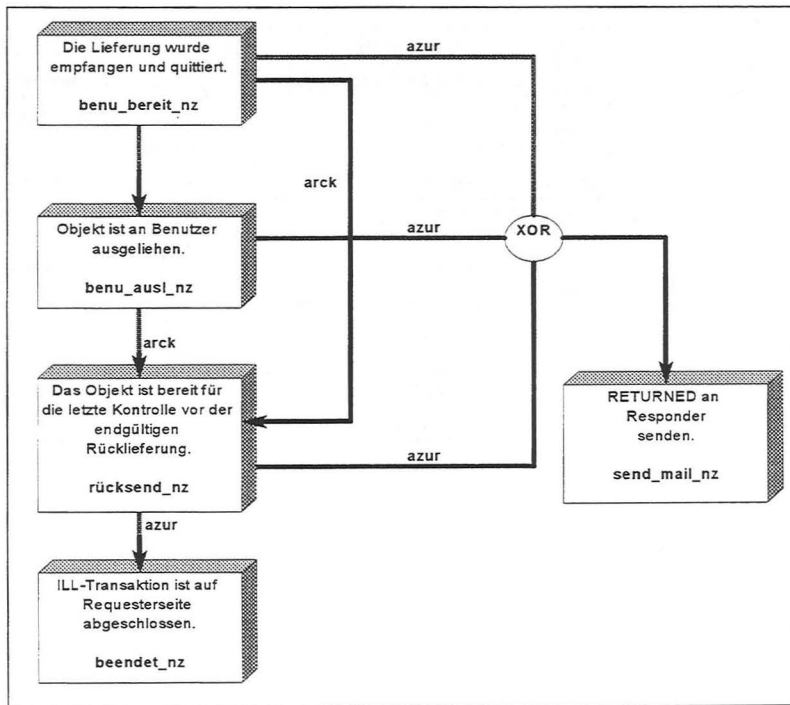 Die Lieferung wurde
empfangen und quittiert.
benu_bereit_nz
azur
arck
Objekt ist an Benutzer
ausgeliehen.
benu_ausl_nz
azur
XOR
arck
Das Objekt ist bereit für
die letzte Kontrolle vor der
endgültigen
Rücklieferung.
rücksend_nz
azur
RETURNED an
Responder
senden.
send_mail_nz
azur
ILL-Transaktion ist auf
Requesterseite
abgeschlossen.
beendet_nz